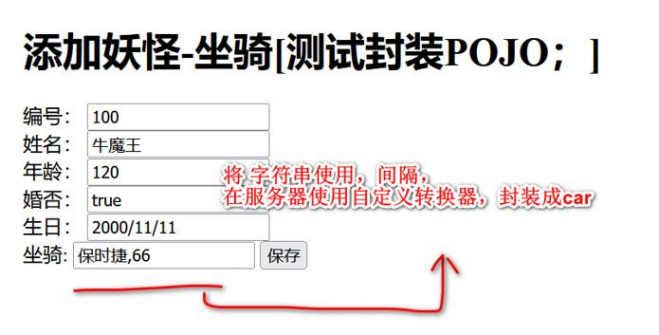 添加妖怪-坐骑[测试封装POJO；]
编号： 100
姓名： 牛魔王
年龄： 120
婚否： true
生日： 2000/11/11
坐骑: 保时捷,66 保存
将 字符串使用，间隔，
在服务器使用自定义转换器，封装成car